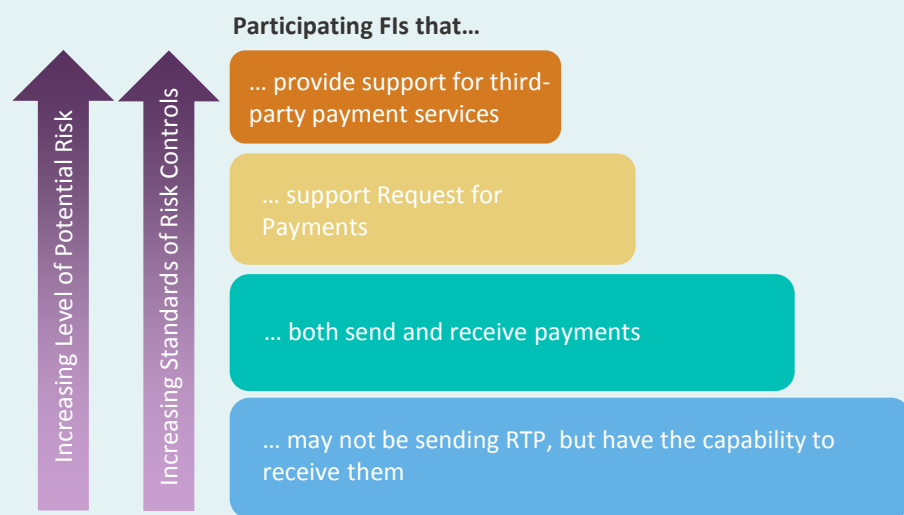 Participating FIs that…
Increasing Level of Potential Risk
Increasing Standards of Risk Controls
… provide support for third-
party payment services
… support Request for
Payments
… both send and receive payments
… may not be sending RTP, but have the capability to
receive them